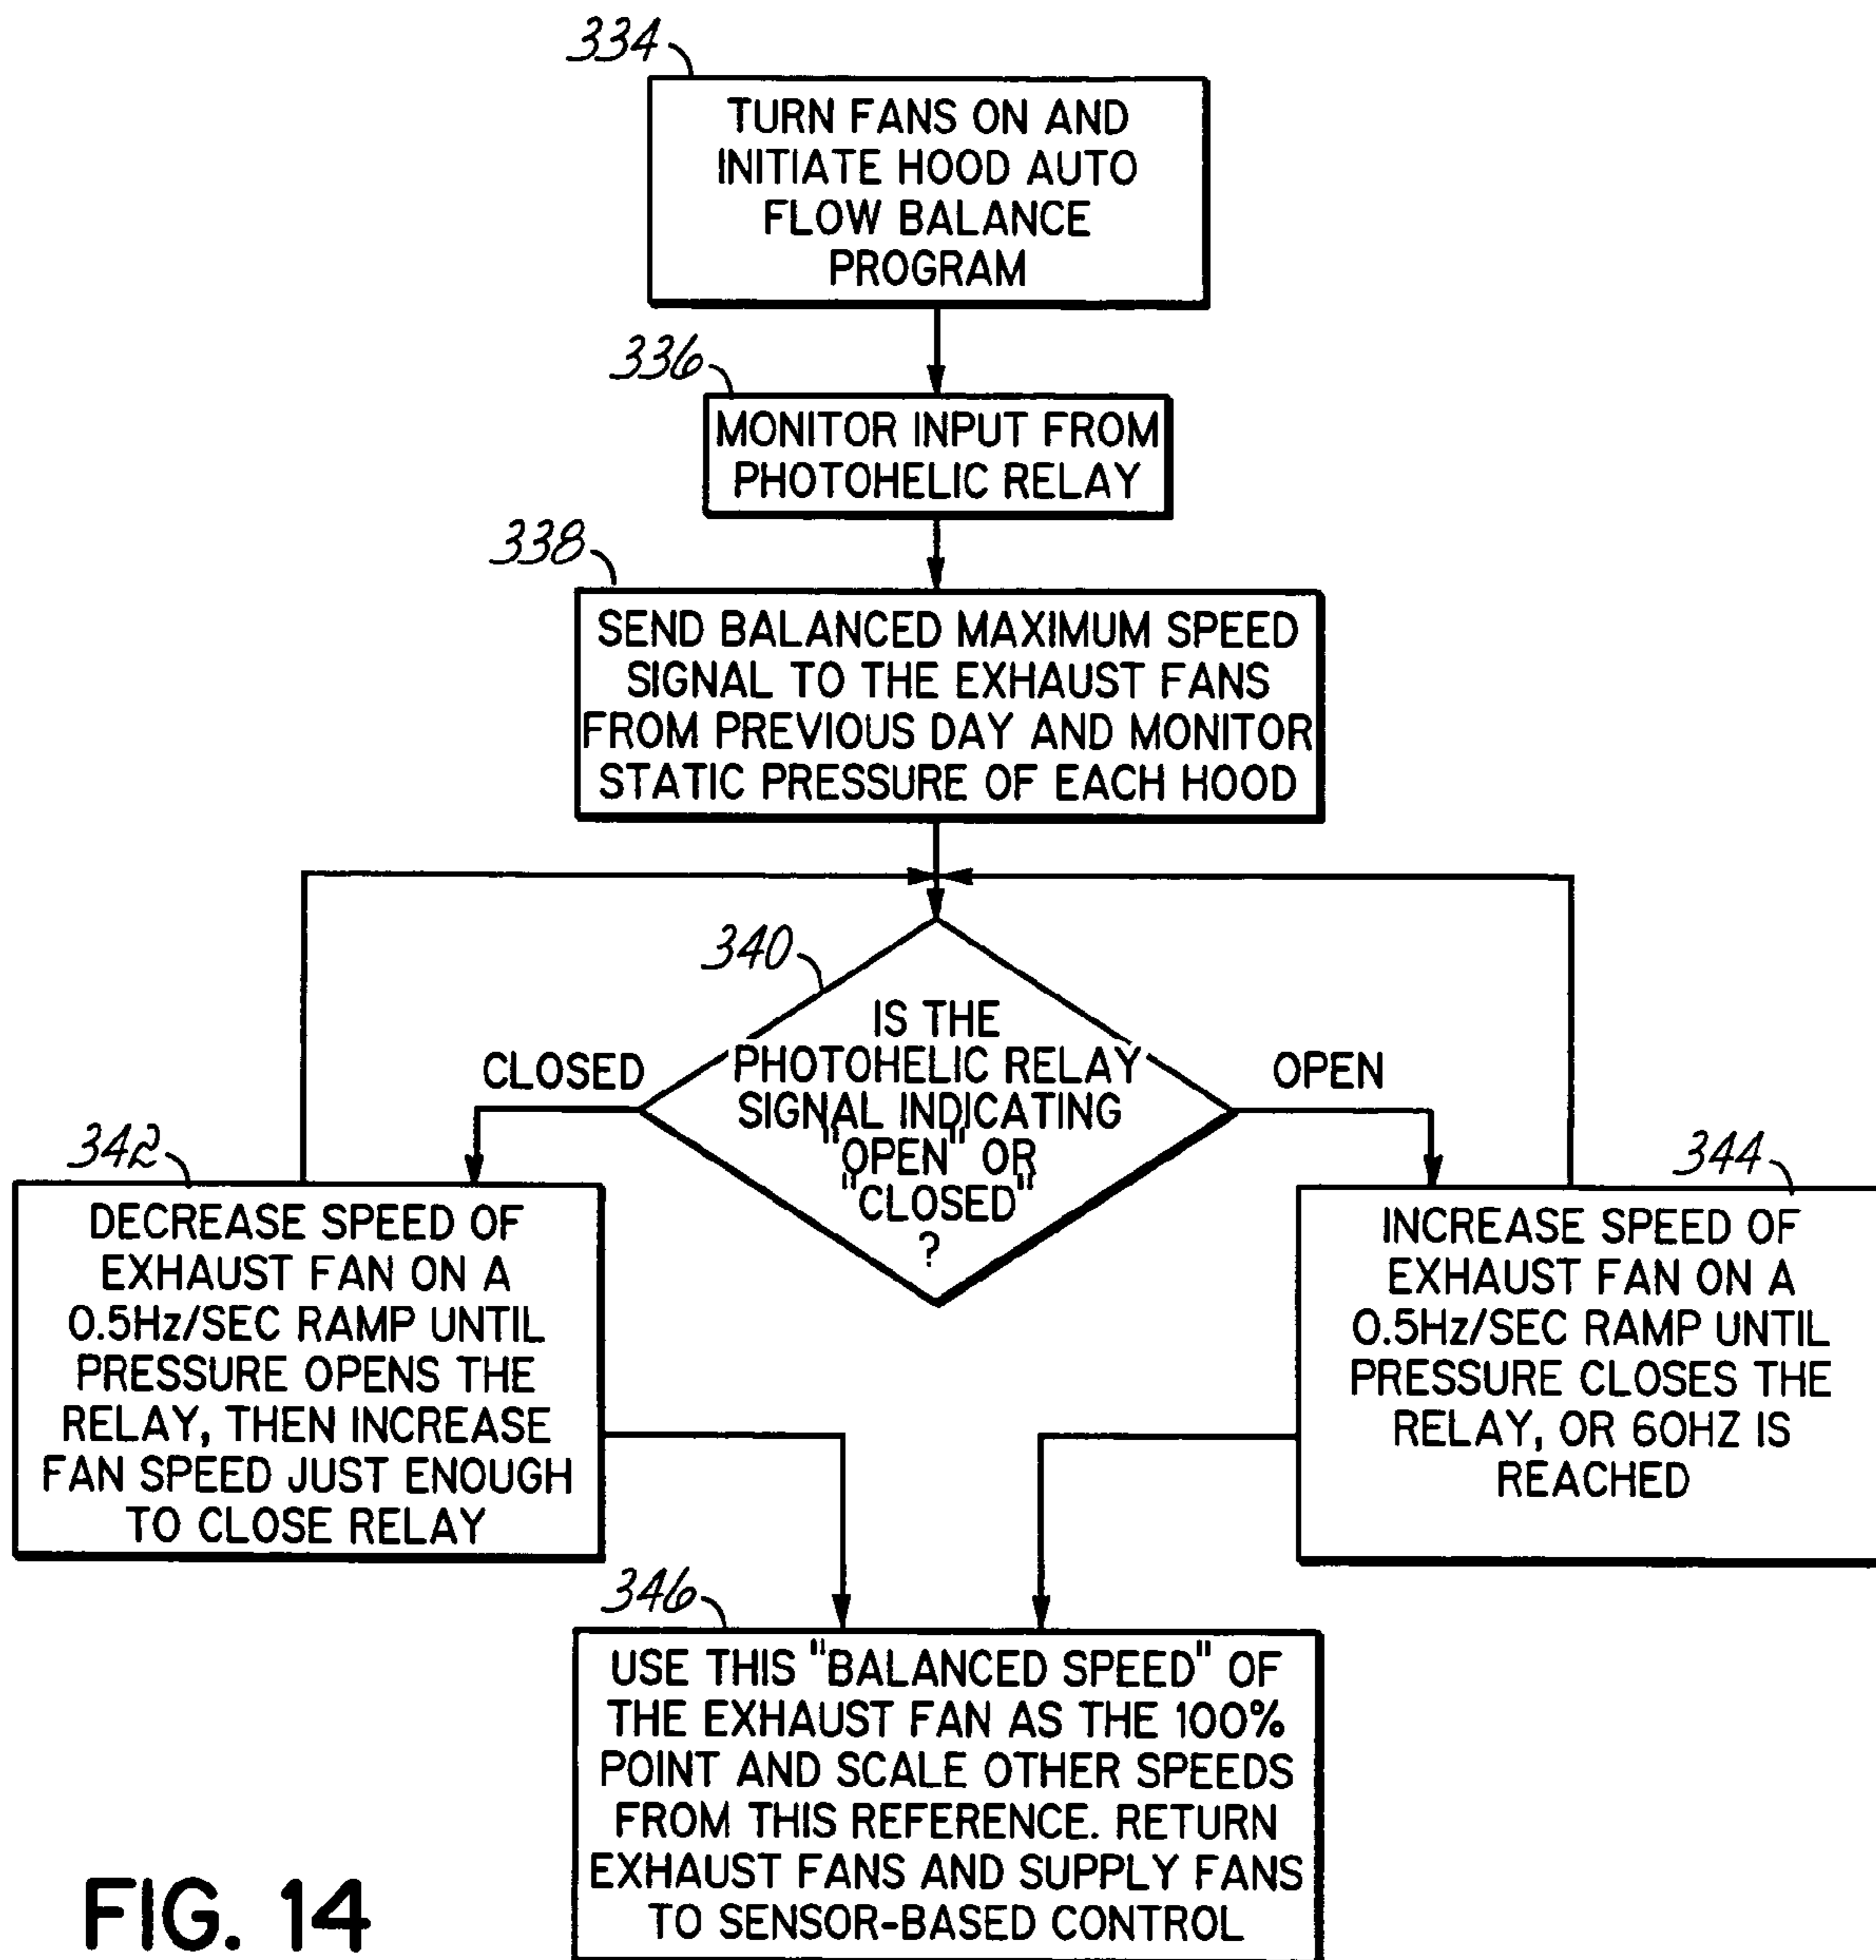 334
TURN FANS ON AND
INITIATE HOOD AUTO
FLOW BALANCE
PROGRAM
336
MONITOR INPUT FROM
PHOTOHELIC RELAY
338
SEND BALANCED MAXIMUM SPEED
SIGNAL TO THE EXHAUST FANS
FROM PREVIOUS DAY AND MONITOR
STATIC PRESSURE OF EACH HOOD
340
IS THE
PHOTOHELIC RELAY
SIGNAL INDICATING
"OPEN" OR
"CLOSED"
?
CLOSED
OPEN
342
DECREASE SPEED OF
EXHAUST FAN ON A
0.5Hz/SEC RAMP UNTIL
PRESSURE OPENS THE
RELAY, THEN INCREASE
FAN SPEED JUST ENOUGH
TO CLOSE RELAY
344
INCREASE SPEED OF
EXHAUST FAN ON A
0.5Hz/SEC RAMP UNTIL
PRESSURE CLOSES THE
RELAY, OR 60HZ IS
REACHED
346
USE THIS "BALANCED SPEED" OF
THE EXHAUST FAN AS THE 100%
POINT AND SCALE OTHER SPEEDS
FROM THIS REFERENCE. RETURN
EXHAUST FANS AND SUPPLY FANS
TO SENSOR-BASED CONTROL
FIG. 14